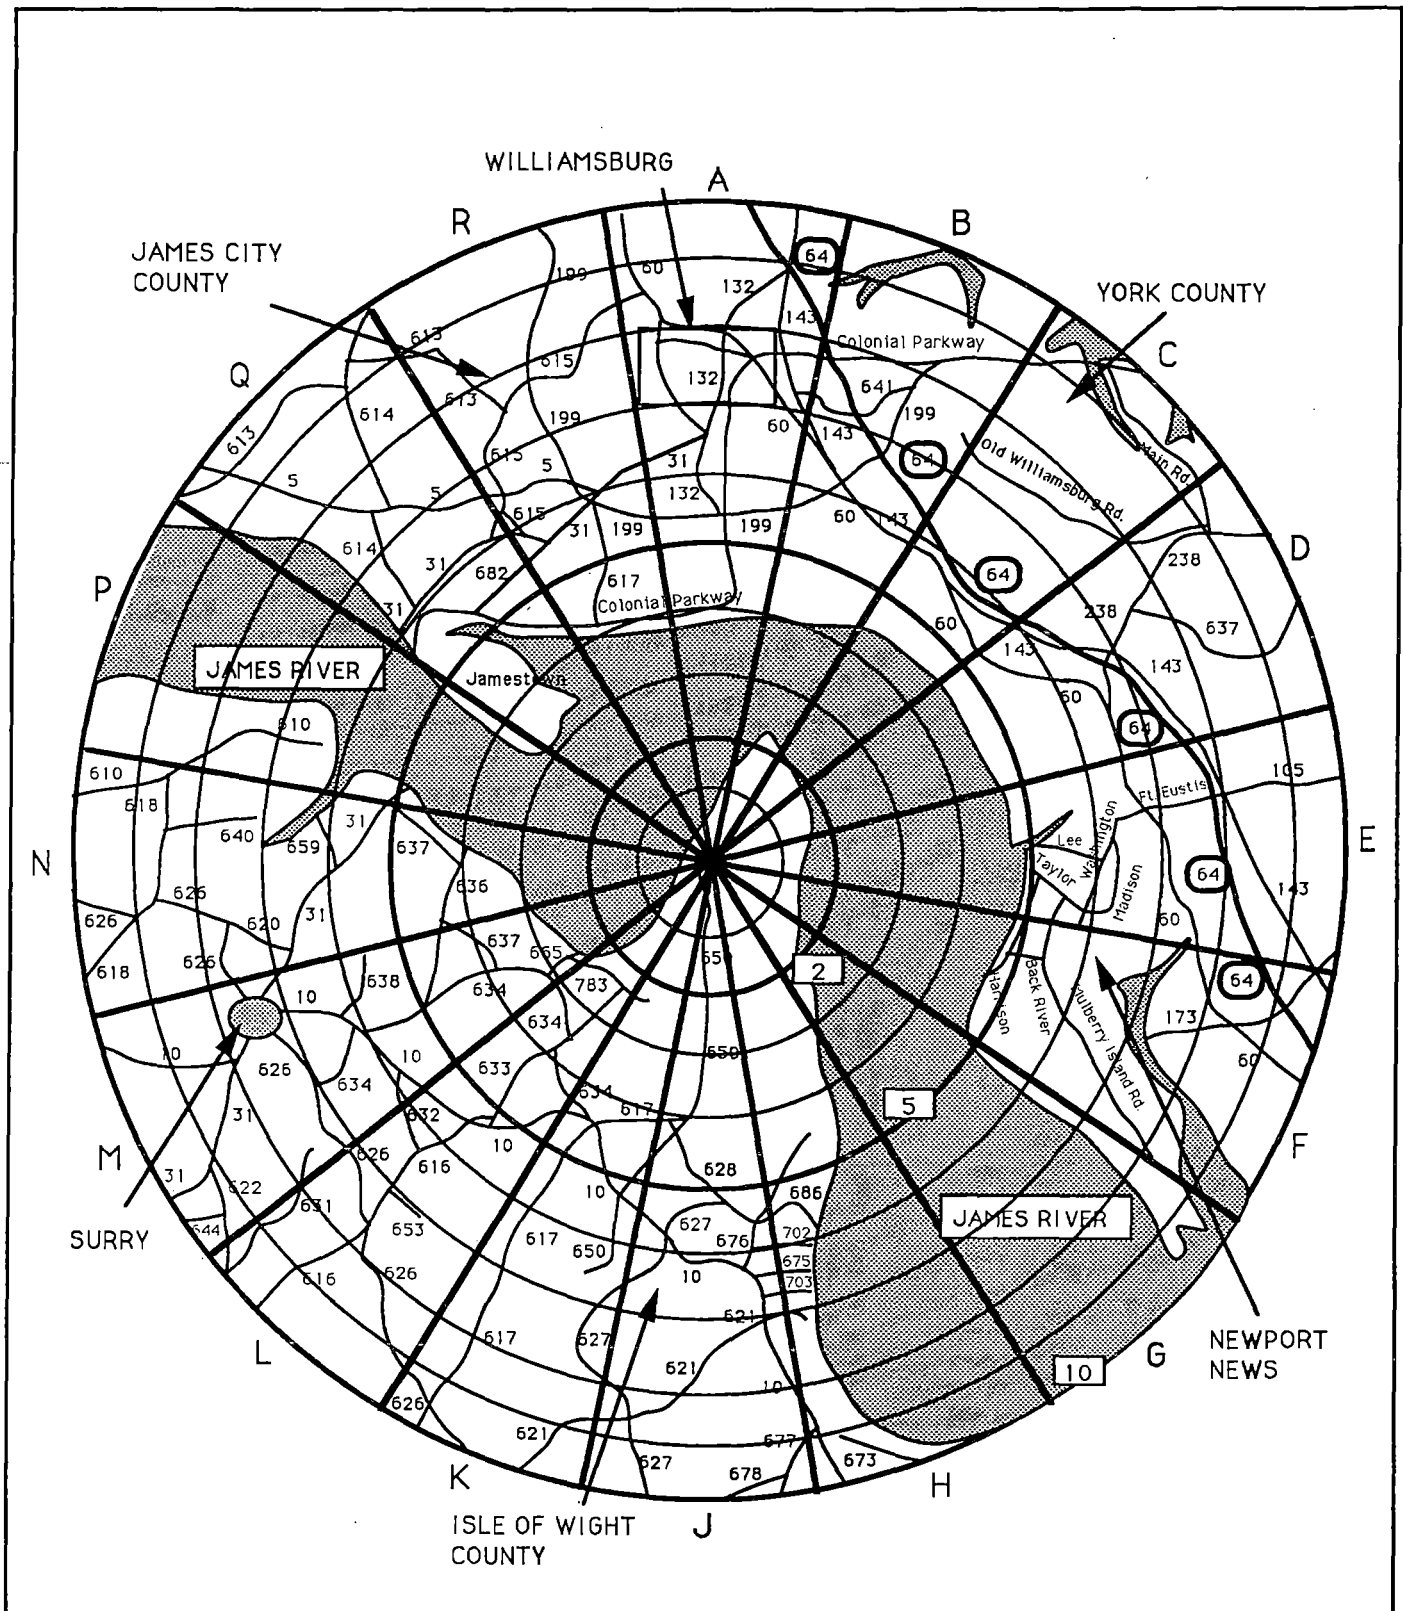 WILLIAMSBURG
A
R
B
JAMES CITY
COUNTY
64
189
60
132
YORK COUNTY
143
613
Colonial Parkway
C
615
Q
132
641
613
614
199
199
60
143
613
Main Rd.
615
5
31
64
Old Williamsburg Rd.
5
5
132
615
31
199
199
60
143
D
614
238
31
682
617
64
P
Colonial Parkway
31
238
60
637
143
143
JAMES RIVER
Jamestown
60
610
64
610
105
618
Ft. Eustis
31
640
659
637
Lee
Washington
E
N
Taylor
64
636
Madison
626
143
626
31
60
620
637
665
650
626
618
2
64
638
634
783
Harrison
Back River
Mulberry Island Rd.
10
634
173
10
10
650
60
626
633
634
634
5
31
632
617
10
F
M
626
616
628
31
622
10
686
631
627
JAMES RIVER
644
653
617
676
702
SURRY
650
675
626
10
703
616
621
627
617
NEWPORT
NEWS
L
G
621
10
10
626
621
677
627
678
673
K
H
ISLE OF WIGHT
COUNTY
J